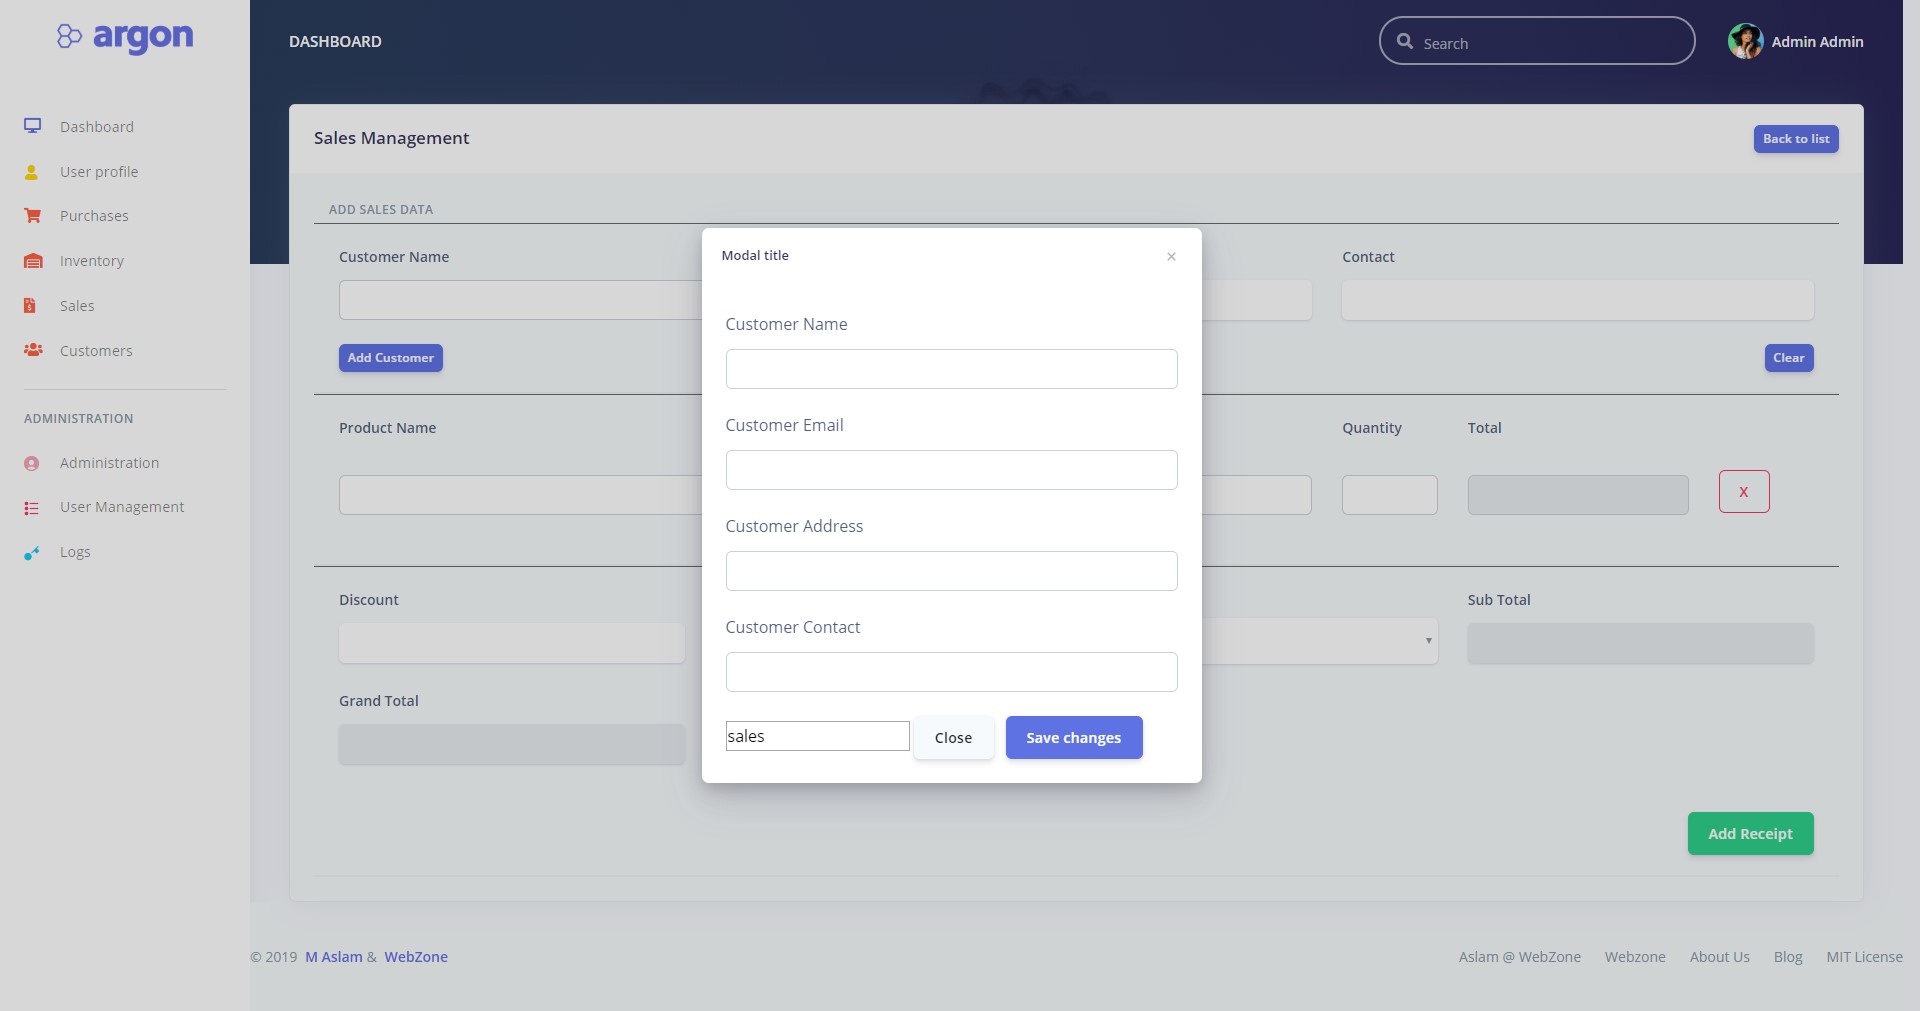 argon
DASHBOARD
Search
Admin Admin
Dashboard
User profile
Purchases
Inventory
Sales
Customers
ADMINISTRATION
Administration
User Management
Logs
Sales Management
Back to list
ADD SALES DATA
Customer Name
Contact
Add Customer
Clear
Product Name
Quantity
Total
X
Discount
Sub Total
Grand Total
Add Receipt
Modal title
×
Customer Name
Customer Email
Customer Address
Customer Contact
sales
Close
Save changes
© 2019 M Aslam & WebZone
Aslam @ WebZone Webzone About Us Blog MIT License